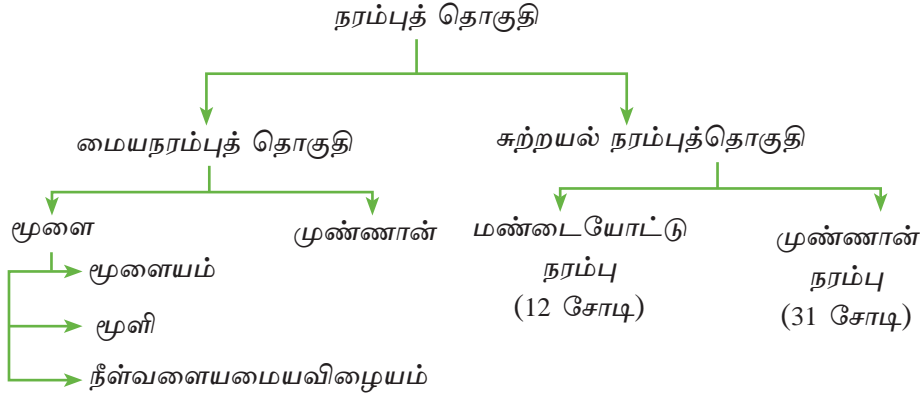 நரம்புத் தொகுதி
மையநரம்புத் தொகுதி
சுற்றயல் நரம்புத்தொகுதி
மூளை
முண்ணான்
மண்டையோட்டு
நரம்பு
(12 சோடி)
முண்ணான்
நரம்பு
(31 சோடி)
மூளையம்
மூளி
நீள்வளையமையவிழையம்